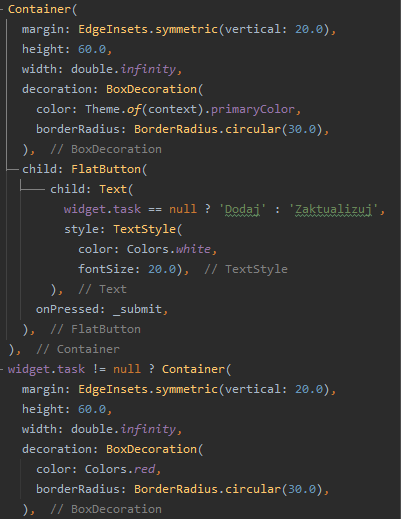 Container(
margin: EdgeInsets.symmetric(vertical: 20.0),
height: 60.0,
width: double.infinity,
decoration: BoxDecoration(
color: Theme.of(context).primaryColor,
borderRadius: BorderRadius.circular(30.0),
), // BoxDecoration
child: FlatButton(
child: Text(
widget.task == null ? 'Dodaj' : 'Zaktualizuj',
style: TextStyle(
color: Colors.white,
fontSize: 20.0), // TextStyle
), // Text
onPressed: _submit,
), // FlatButton
), // Container
widget.task != null ? Container(
margin: EdgeInsets.symmetric(vertical: 20.0),
height: 60.0,
width: double.infinity,
decoration: BoxDecoration(
color: Colors.red,
borderRadius: BorderRadius.circular(30.0),
), // BoxDecoration